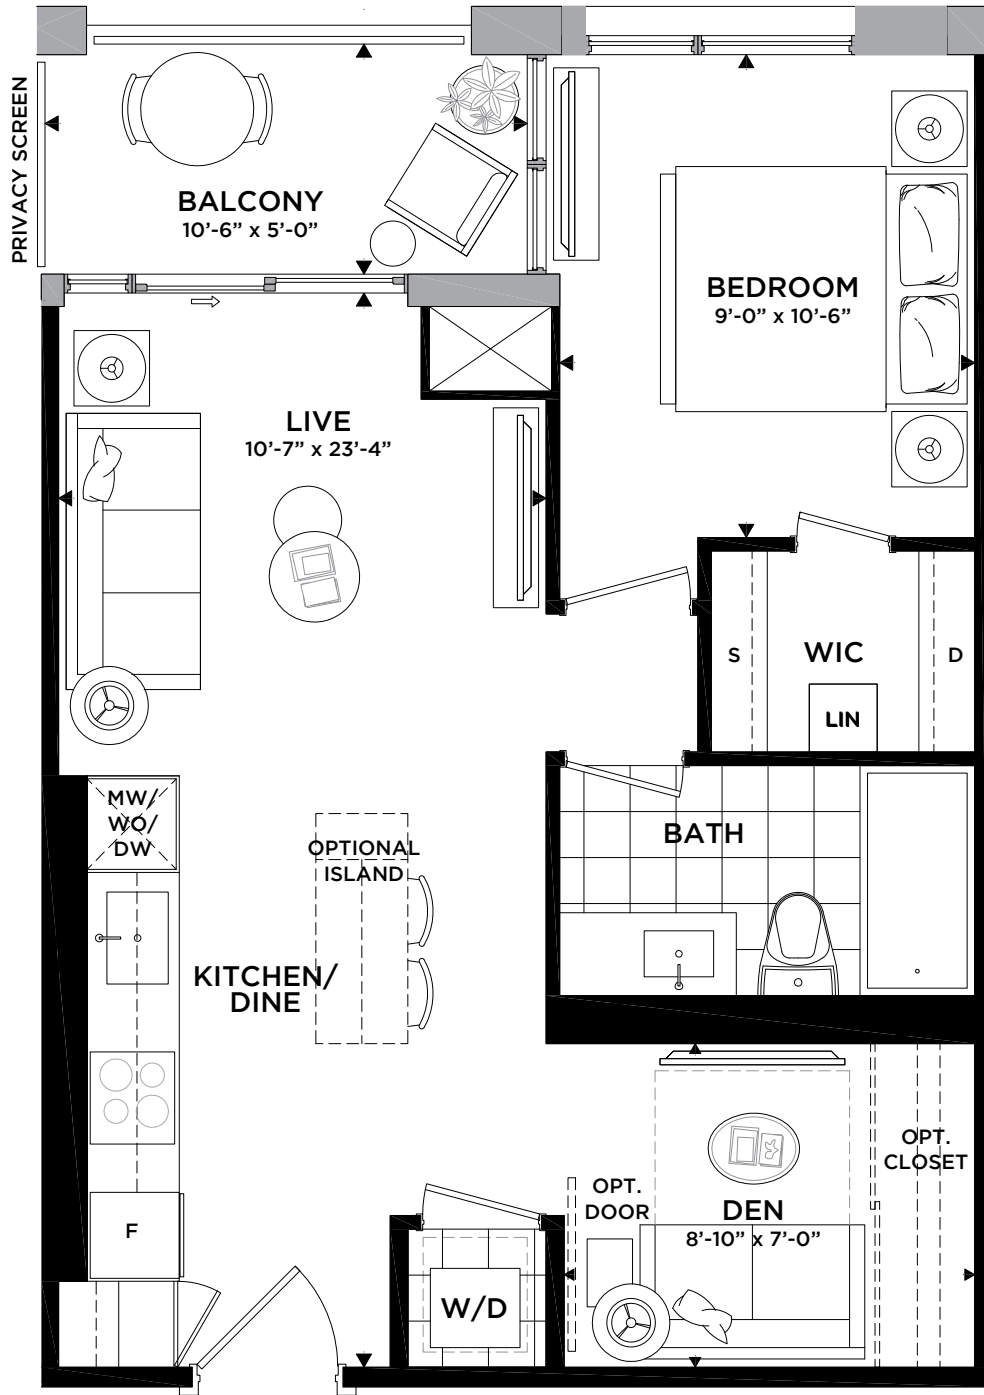 PRIVACY SCREEN
BALCONY
10’-6” x 5’-0”
BEDROOM
9’-0” x 10’-6”
LIVE
10’-7” x 23’-4”
S
WIC
D
LIN
MW/
WO/
DW
OPTIONAL
ISLAND
BATH
KITCHEN/
DINE
OPT.
CLOSET
OPT.
DOOR
DEN
8’-10” x 7’-0”
F
W/D